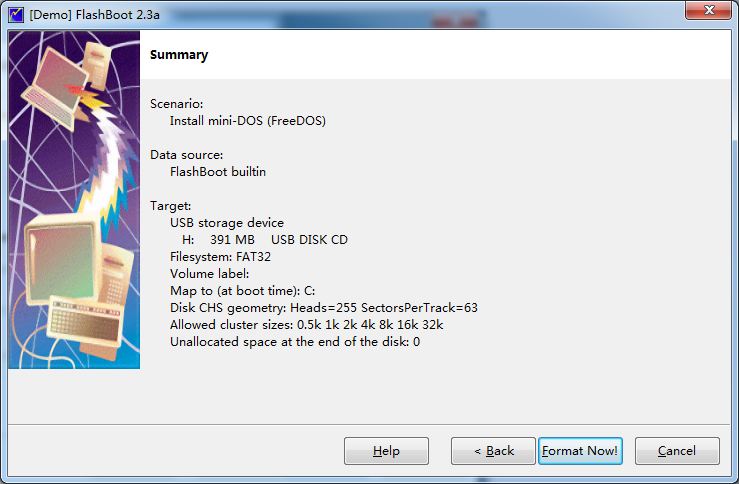 [Demo] FlashBoot 2.3a
Summary
Scenario:
Install mini-DOS (FreeDOS)
Data source:
FlashBoot builtin
Target:
USB storage device
H: 391 MB USB DISK CD
Filesystem: FAT32
Volume label:
Map to (at boot time): C:
Disk CHS geometry: Heads=255 SectorsPerTrack=63
Allowed cluster sizes: 0.5k 1k 2k 4k 8k 16k 32k
Unallocated space at the end of the disk: 0
Help
< Back
Format Now!
Cancel